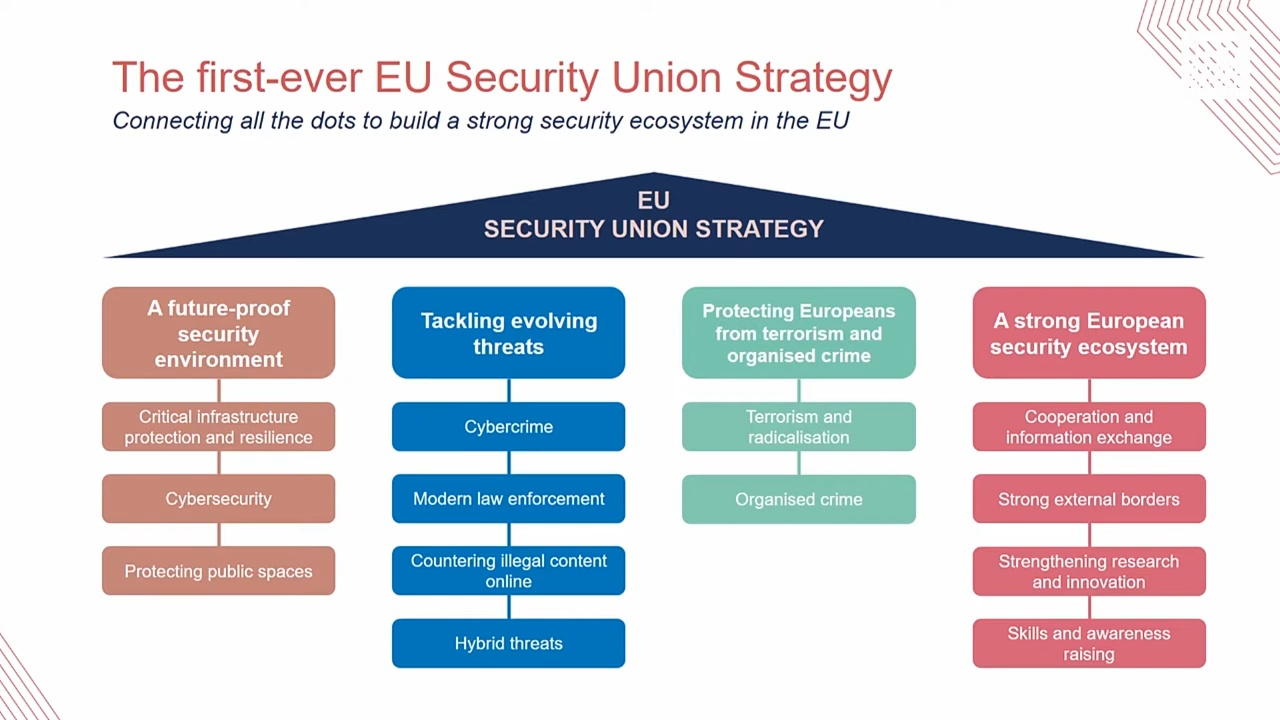 The first-ever EU Security Union Strategy
Connecting all the dots to build a strong security ecosystem in the EU
EU
SECURITY UNION STRATEGY
A future-proof
security
environment
Critical infrastructure
protection and resilience
Cybersecurity
Protecting public spaces
Tackling evolving
threats
Cybercrime
Modern law enforcement
Countering illegal content
online
Hybrid threats
Protecting Europeans
from terrorism and
organised crime
Terrorism and
radicalisation
Organised crime
A strong European
security ecosystem
Cooperation and
information exchange
Strong external borders
Strengthening research
and innovation
Skills and awareness
raising